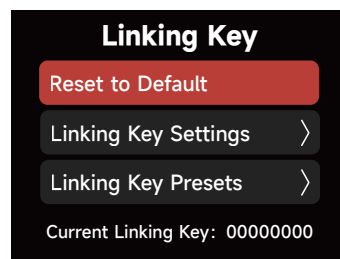 Linking Key
Reset to Default
Linking Key Settings
Linking Key Presets
Current Linking Key: 00000000